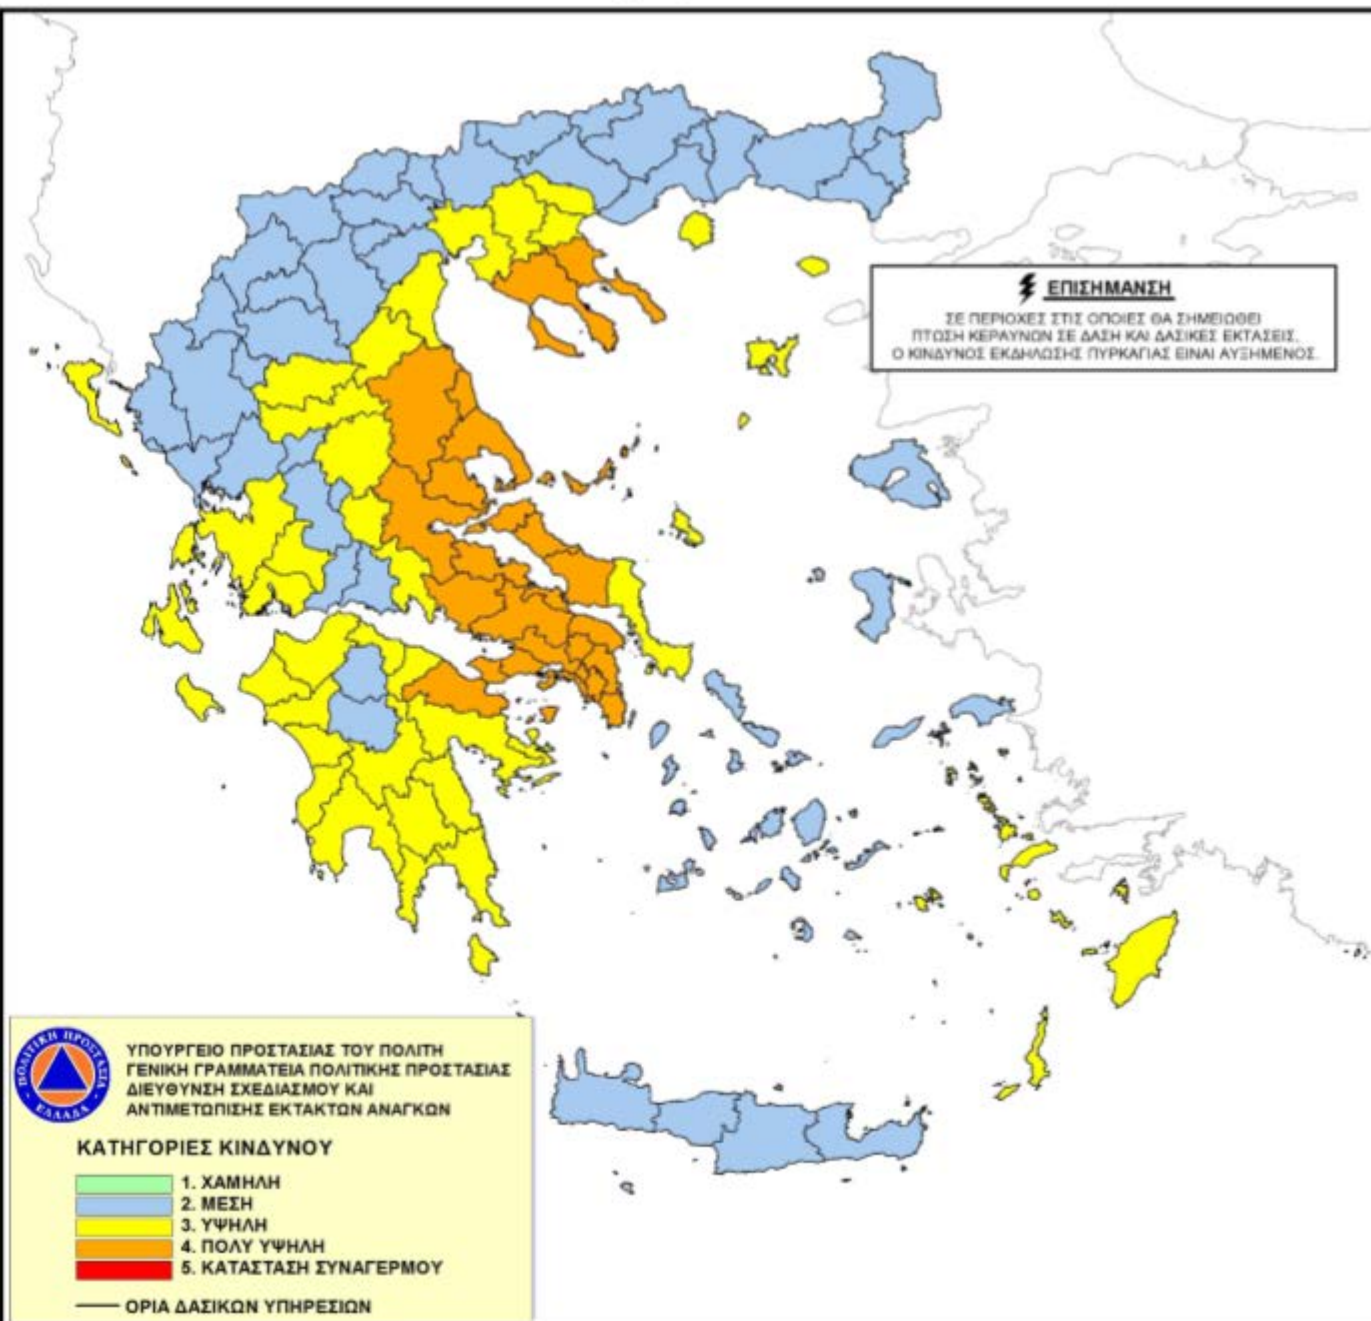 ΕΠΙΣΗΜΑΝΣΗ
ΣΕ ΠΕΡΙΟΧΕΣ ΣΤΙΣ ΟΠΟΙΕΣ ΘΑ ΣΗΜΕΙΩΘΕΙ
ΠΤΩΣΗ ΚΕΡΑΥΝΩΝ ΣΕ ΔΑΣΗ ΚΑΙ ΔΑΣΙΚΕΣ ΕΚΤΑΣΕΙΣ,
Ο ΚΙΝΔΥΝΟΣ ΕΚΔΗΛΩΣΗΣ ΠΥΡΚΑΓΙΑΣ ΕΙΝΑΙ ΑΥΞΗΜΕΝΟΣ.
ΠΟΛΙΤΙΚΗ ΠΡΟΣΤΑΣΙΑ
ΕΛΛΑΔΑ
ΥΠΟΥΡΓΕΙΟ ΠΡΟΣΤΑΣΙΑΣ ΤΟΥ ΠΟΛΙΤΗ
ΓΕΝΙΚΗ ΓΡΑΜΜΑΤΕΙΑ ΠΟΛΙΤΙΚΗΣ ΠΡΟΣΤΑΣΙΑΣ
ΔΙΕΥΘΥΝΣΗ ΣΧΕΔΙΑΣΜΟΥ ΚΑΙ
ΑΝΤΙΜΕΤΩΠΙΣΗΣ ΕΚΤΑΚΤΩΝ ΑΝΑΓΚΩΝ
ΚΑΤΗΓΟΡΙΕΣ ΚΙΝΔΥΝΟΥ
1. ΧΑΜΗΛΗ
2. ΜΕΣΗ
3. ΥΨΗΛΗ
4. ΠΟΛΥ ΥΨΗΛΗ
5. ΚΑΤΑΣΤΑΣΗ ΣΥΝΑΓΕΡΜΟΥ
ΟΡΙΑ ΔΑΣΙΚΩΝ ΥΠΗΡΕΣΙΩΝ